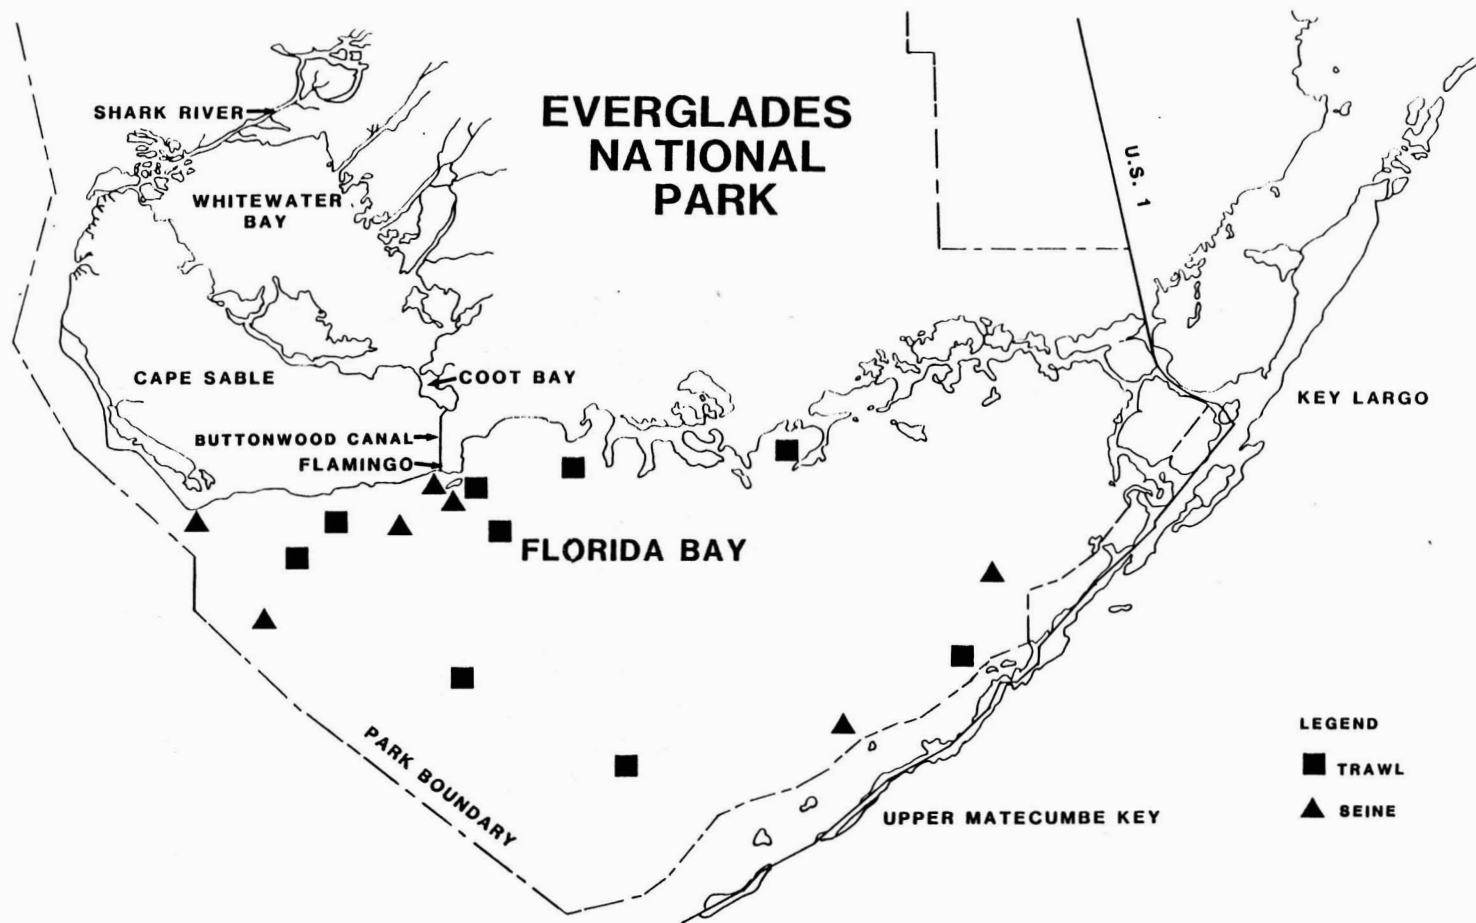 SHARK RIVER
EVERGLADES
NATIONAL
PARK
U.S. 1
WHITEWATER
BAY
CAPE SABLE
COOT BAY
KEY LARGO
BUTTONWOOD CANAL
FLAMINGO
FLORIDA BAY
PARK BOUNDARY
UPPER MATECUMBE KEY
LEGEND
TRAWL
SEINE